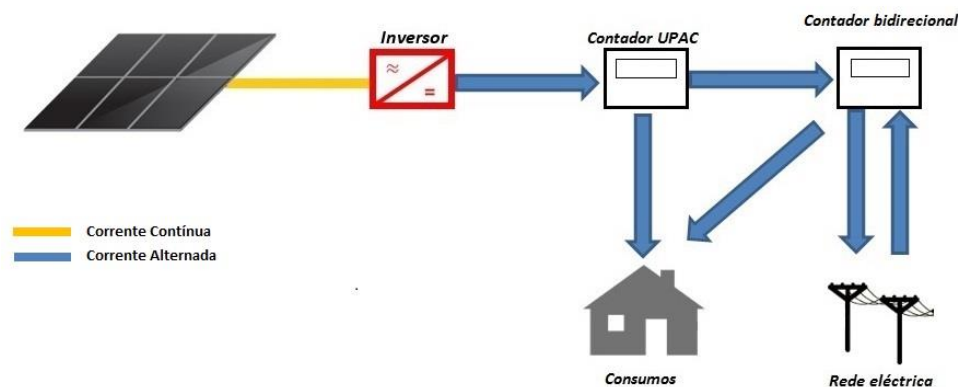 Contador bidirecional
Inversor
Contador UPAC
≈
=
Corrente Contínua
Corrente Alternada
.
Consumos
Rede eléctrica